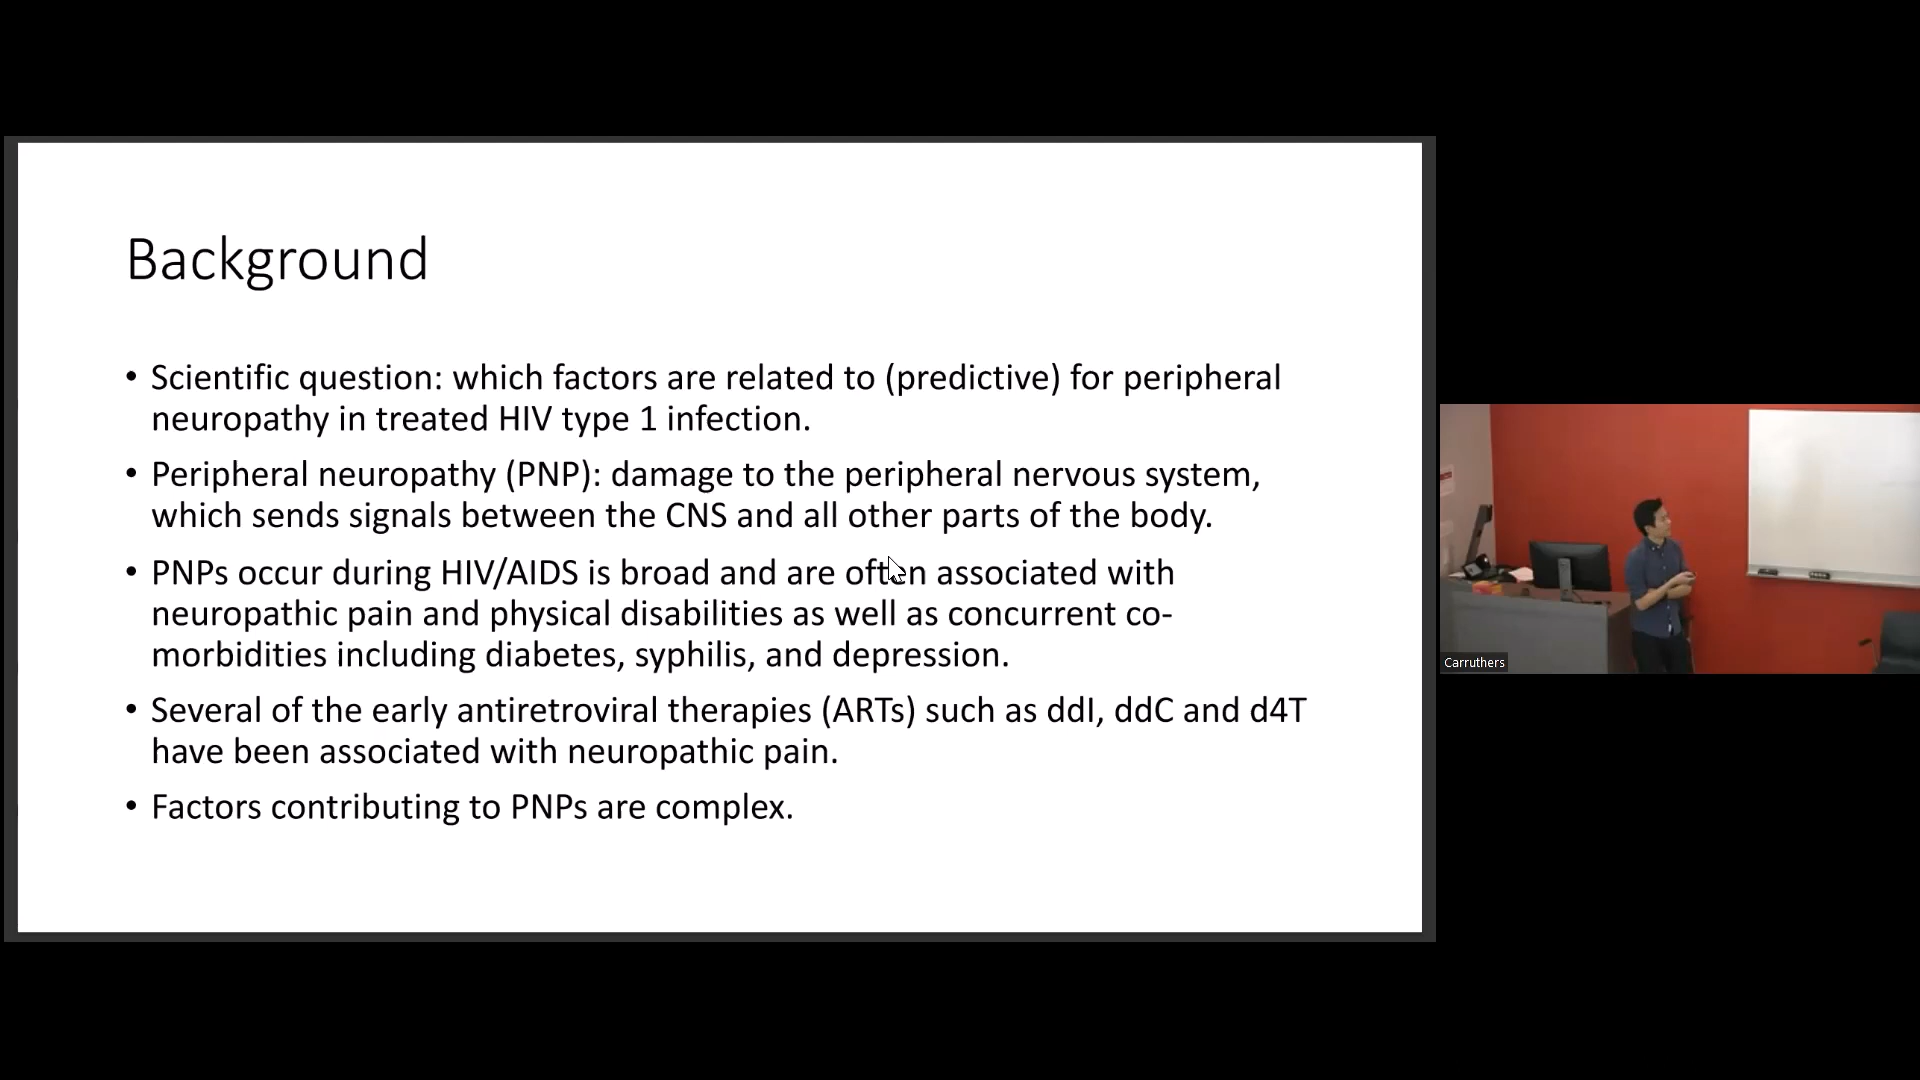 Background
• Scientific question: which factors are related to (predictive) for peripheral
neuropathy in treated HIV type 1 infection.
• Peripheral neuropathy (PNP): damage to the peripheral nervous system,
which sends signals between the CNS and all other parts of the body.
• PNPs occur during HIV/AIDS is broad and are often associated with
neuropathic pain and physical disabilities as well as concurrent co-
morbidities including diabetes, syphilis, and depression.
• Several of the early antiretroviral therapies (ARTs) such as ddI, ddC and d4T
have been associated with neuropathic pain.
• Factors contributing to PNPs are complex.
Carruthers